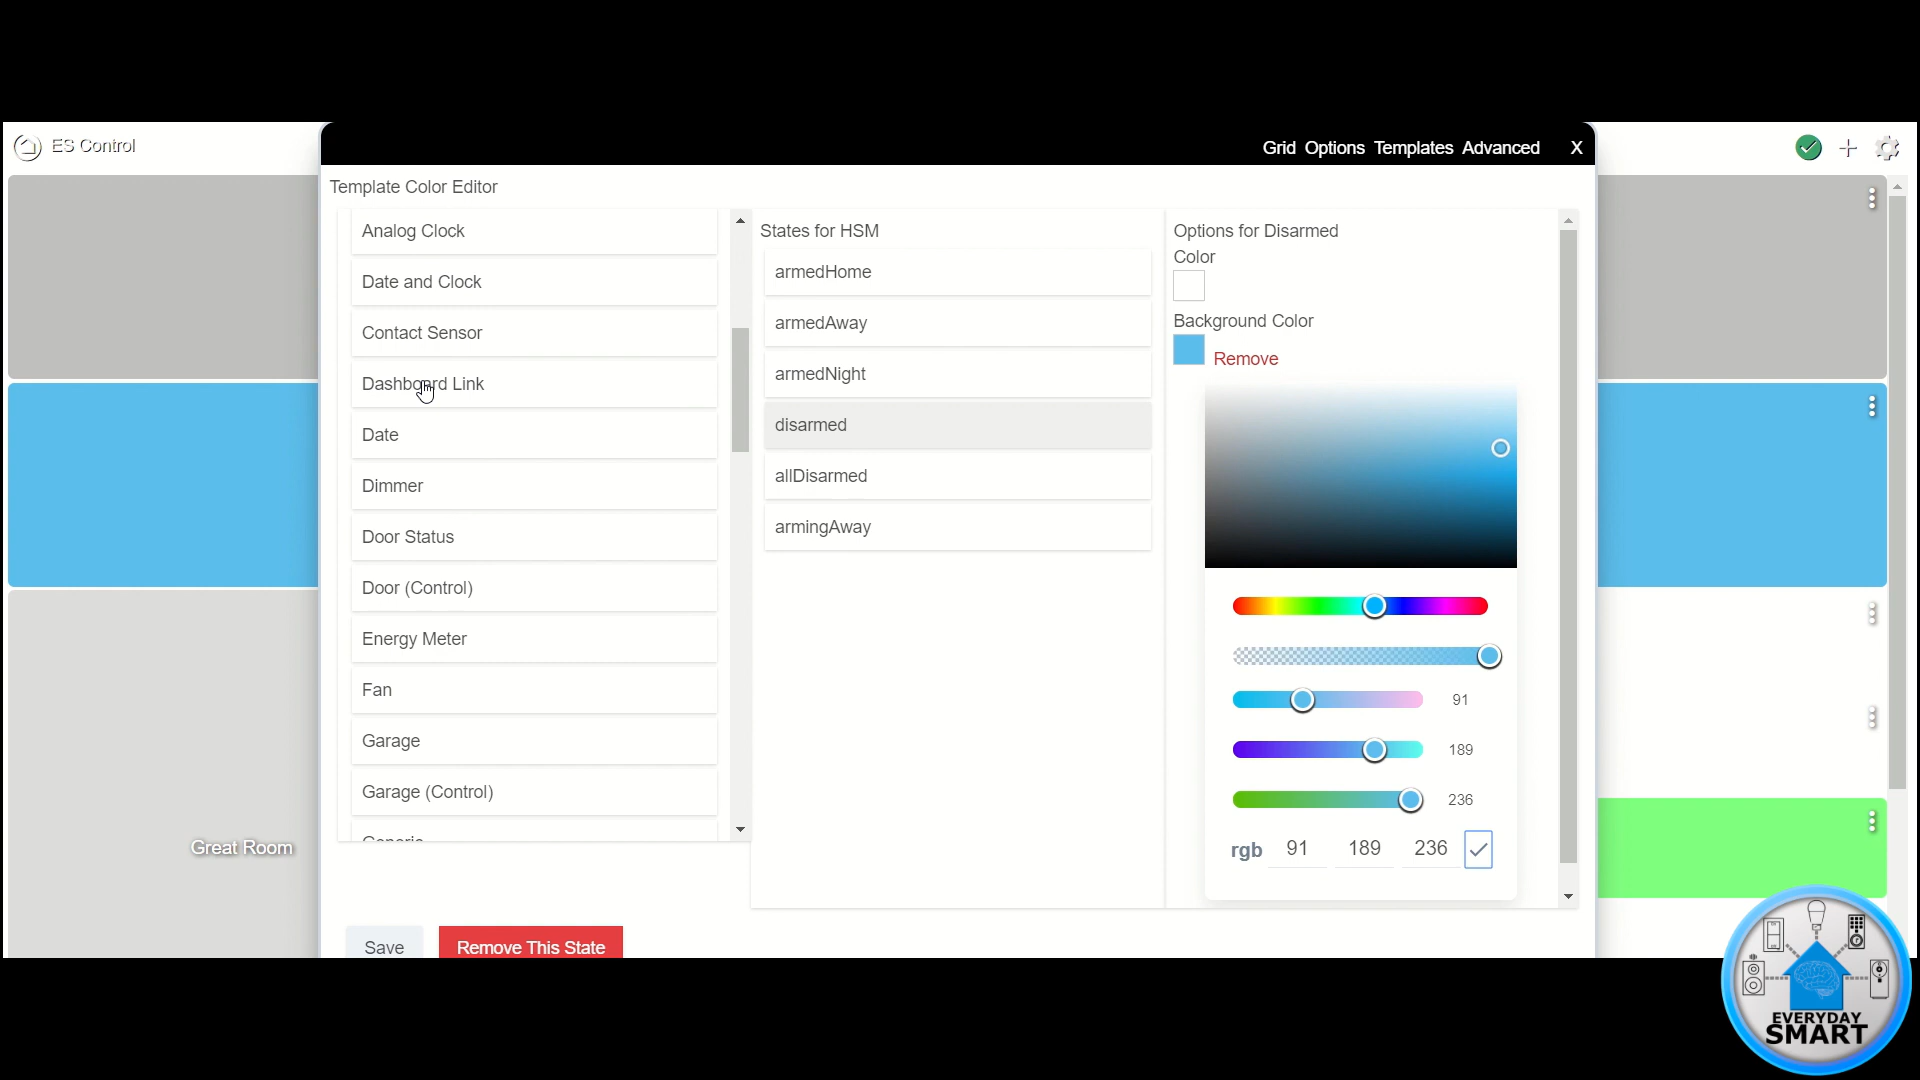 ES Control
Grid Options Templates Advanced X
Template Color Editor
Analog Clock
Date and Clock
Contact Sensor
Dashboard Link
Date
Dimmer
Door Status
Door (Control)
Energy Meter
Fan
Garage
Garage (Control)
Generic
States for HSM
armedHome
armedAway
armedNight
disarmed
allDisarmed
armingAway
Options for Disarmed
Color
Background Color
Remove
91
189
236
rgb 91 189 236
Save
Remove This State
Great Room
EVERYDAY
SMART